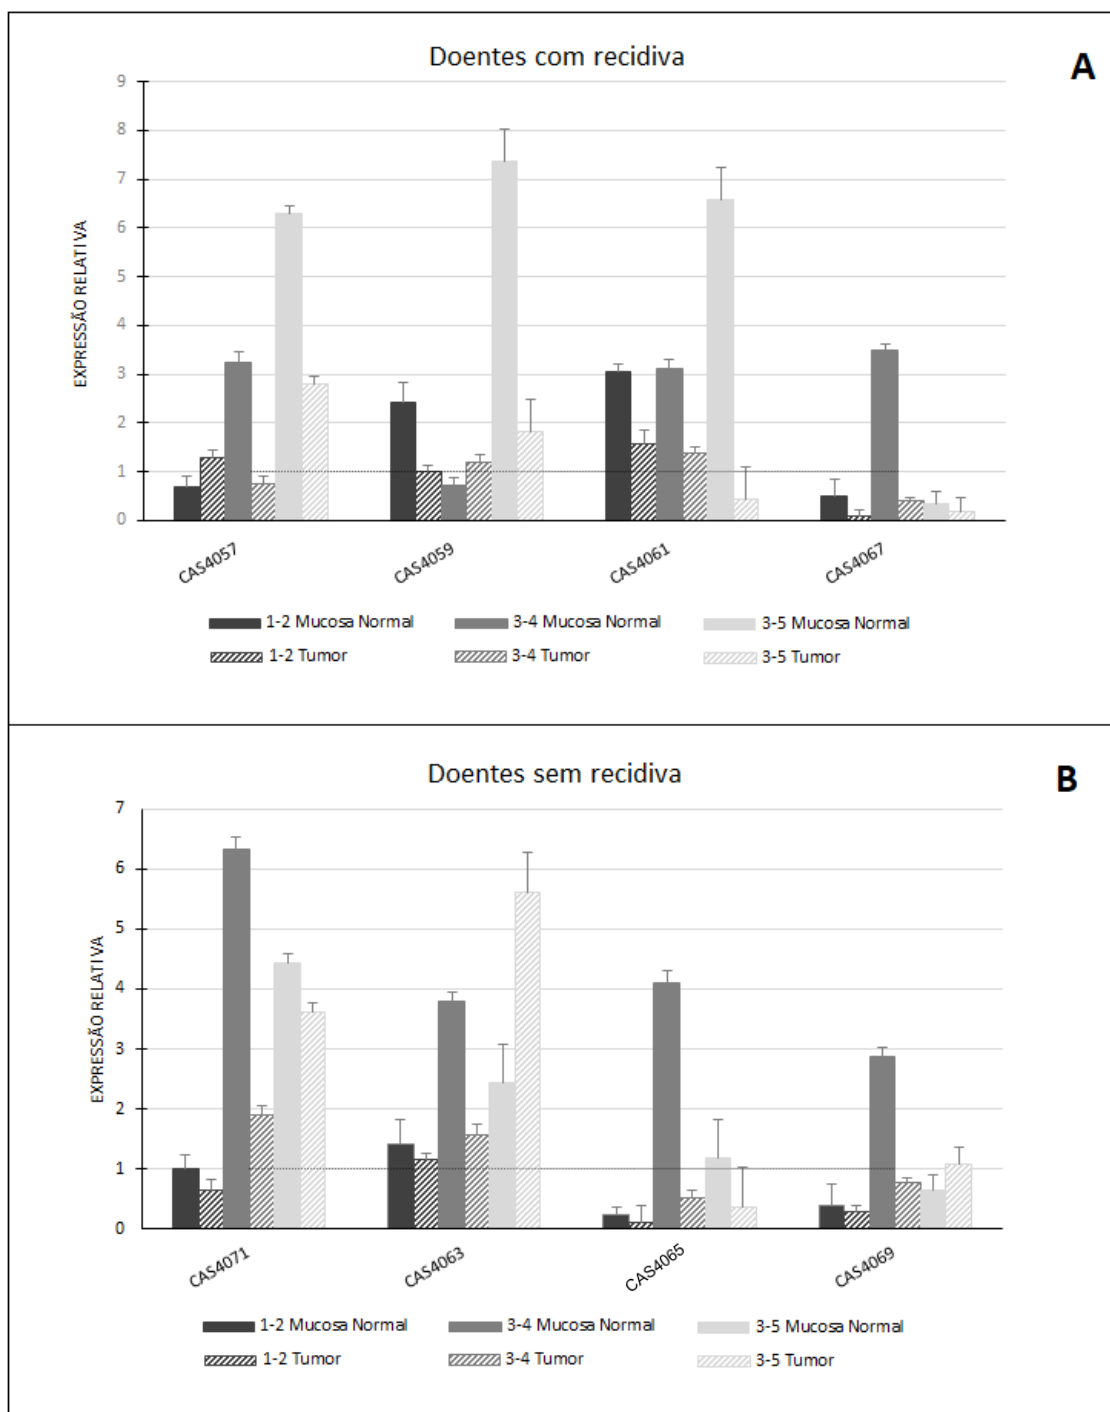 Doentes com recidiva
A
EXPRESSÃO RELATIVA
9
8
7
6
5
4
3
2
1
0
CAS4057 CAS4059 CAS4061 CAS4067
1-2 Mucosa Normal 3-4 Mucosa Normal 3-5 Mucosa Normal
1-2 Tumor 3-4 Tumor 3-5 Tumor
Doentes sem recidiva
B
EXPRESSÃO RELATIVA
7
6
5
4
3
2
1
0
CAS4071 CAS4063 CAS4065 CAS4069
1-2 Mucosa Normal 3-4 Mucosa Normal 3-5 Mucosa Normal
1-2 Tumor 3-4 Tumor 3-5 Tumor